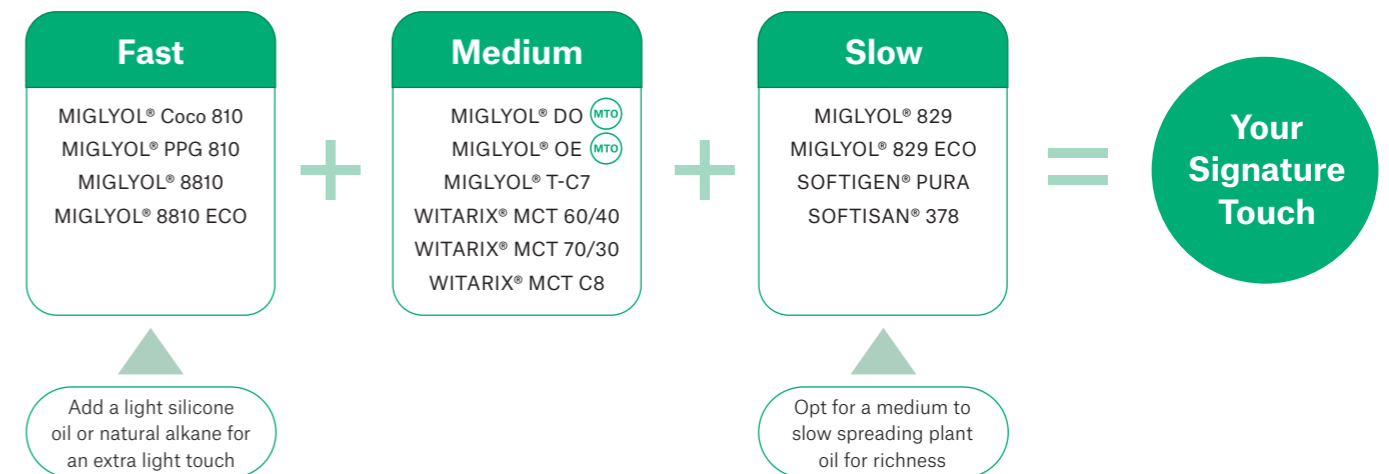 Fast
MIGLYOL® Coco 810
MIGLYOL® PPG 810
MIGLYOL® 8810
MIGLYOL® 8810 ECO
+
Medium
MIGLYOL® DO MTO
MIGLYOL® OE MTO
MIGLYOL® T-C7
WITARIX® MCT 60/40
WITARIX® MCT 70/30
WITARIX® MCT C8
+
Slow
MIGLYOL® 829
MIGLYOL® 829 ECO
SOFTIGEN® PURA
SOFTISAN® 378
=
Your
Signature
Touch
Add a light silicone
oil or natural alkane for
an extra light touch
Opt for a medium to
slow spreading plant
oil for richness